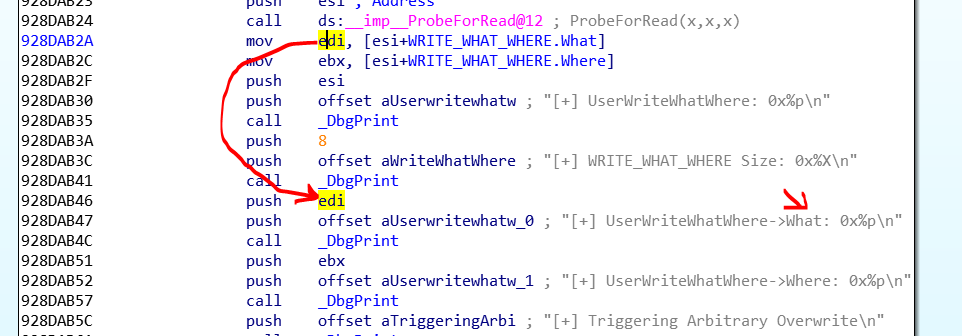 928DAB23 push esi ; Address
928DAB24 call ds:__imp__ProbeForRead@12 ; ProbeForRead(x,x,x)
928DAB2A mov edi, [esi+WRITE_WHAT_WHERE.What]
928DAB2C mov ebx, [esi+WRITE_WHAT_WHERE.Where]
928DAB2F push esi
928DAB30 push offset aUserwritewhatw ; "[+] UserWriteWhatWhere: 0x%p\n"
928DAB35 call _DbgPrint
928DAB3A push 8
928DAB3C push offset aWriteWhatWhere ; "[+] WRITE_WHAT_WHERE Size: 0x%X\n"
928DAB41 call _DbgPrint
928DAB46 push edi
928DAB47 push offset aUserwritewhatw_0 ; "[+] UserWriteWhatWhere->What: 0x%p\n"
928DAB4C call _DbgPrint
928DAB51 push ebx
928DAB52 push offset aUserwritewhatw_1 ; "[+] UserWriteWhatWhere->Where: 0x%p\n"
928DAB57 call _DbgPrint
928DAB5C push offset aTriggeringArbi ; "[+] Triggering Arbitrary Overwrite\n"